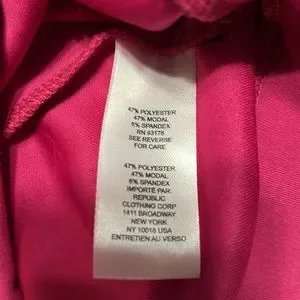 47% POLYESTER
47% MODAL
6% SPANDEX
RN 93178
SEE REVERSE
FOR CARE
47% POLYESTER
47% MODAL
6% SPANDEX
IMPORTÉ PAR:
REPUBLIC
CLOTHING CORP
1411 BROADWAY
NEW YORK
NY 10018 USA
ENTRETIEN AU VERSO